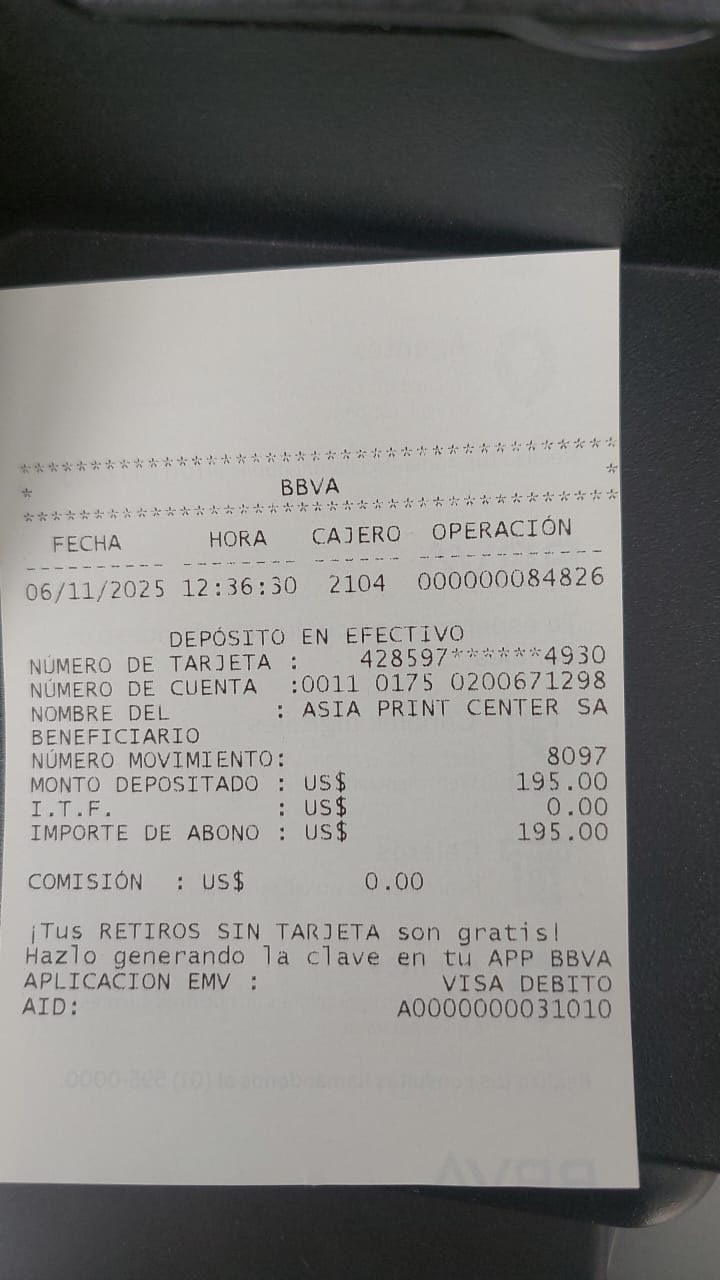 *******************************************
* BBVA *
*******************************************
FECHA HORA CAJERO OPERACIÓN
---------- -------- ------ ------------
06/11/2025 12:36:30 2104 000000084826
DEPÓSITO EN EFECTIVO
NÚMERO DE TARJETA : 428597******4930
NÚMERO DE CUENTA :0011 0175 0200671298
NOMBRE DEL : ASIA PRINT CENTER SA
BENEFICIARIO
NÚMERO MOVIMIENTO: 8097
MONTO DEPOSITADO : US$ 195.00
I.T.F. : US$ 0.00
IMPORTE DE ABONO : US$ 195.00
COMISIÓN : US$ 0.00
¡Tus RETIROS SIN TARJETA son gratis!
Hazlo generando la clave en tu APP BBVA
APLICACION EMV : VISA DEBITO
AID: A0000000031010